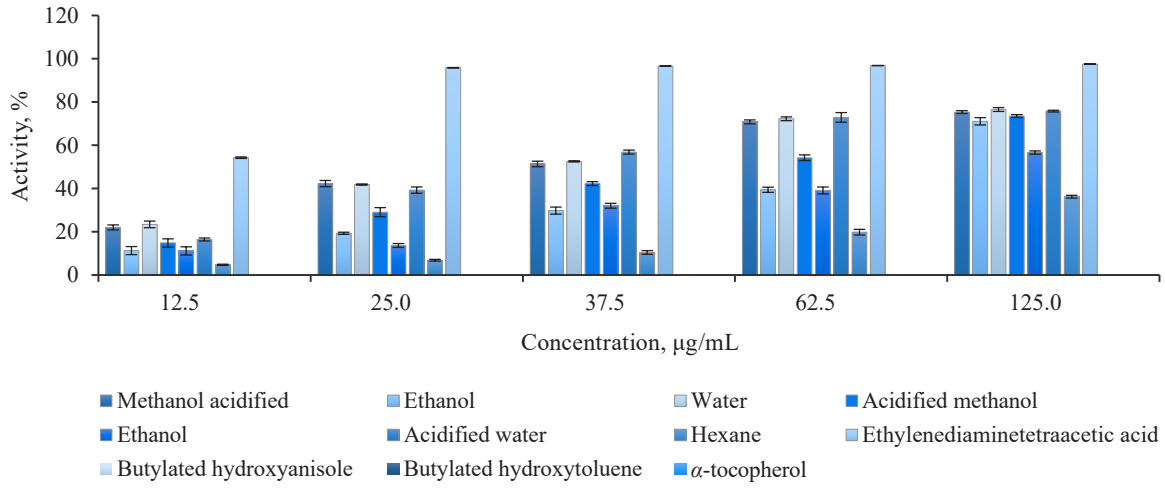 120
100
80
60
40
20
0
Activity, %
12.5 25.0 37.5 62.5 125.0
Concentration, μg/mL
Methanol acidified Ethanol Water Acidified methanol
Ethanol Acidified water Hexane Ethylenediaminetetraacetic acid
Butylated hydroxyanisole Butylated hydroxytoluene α-tocopherol